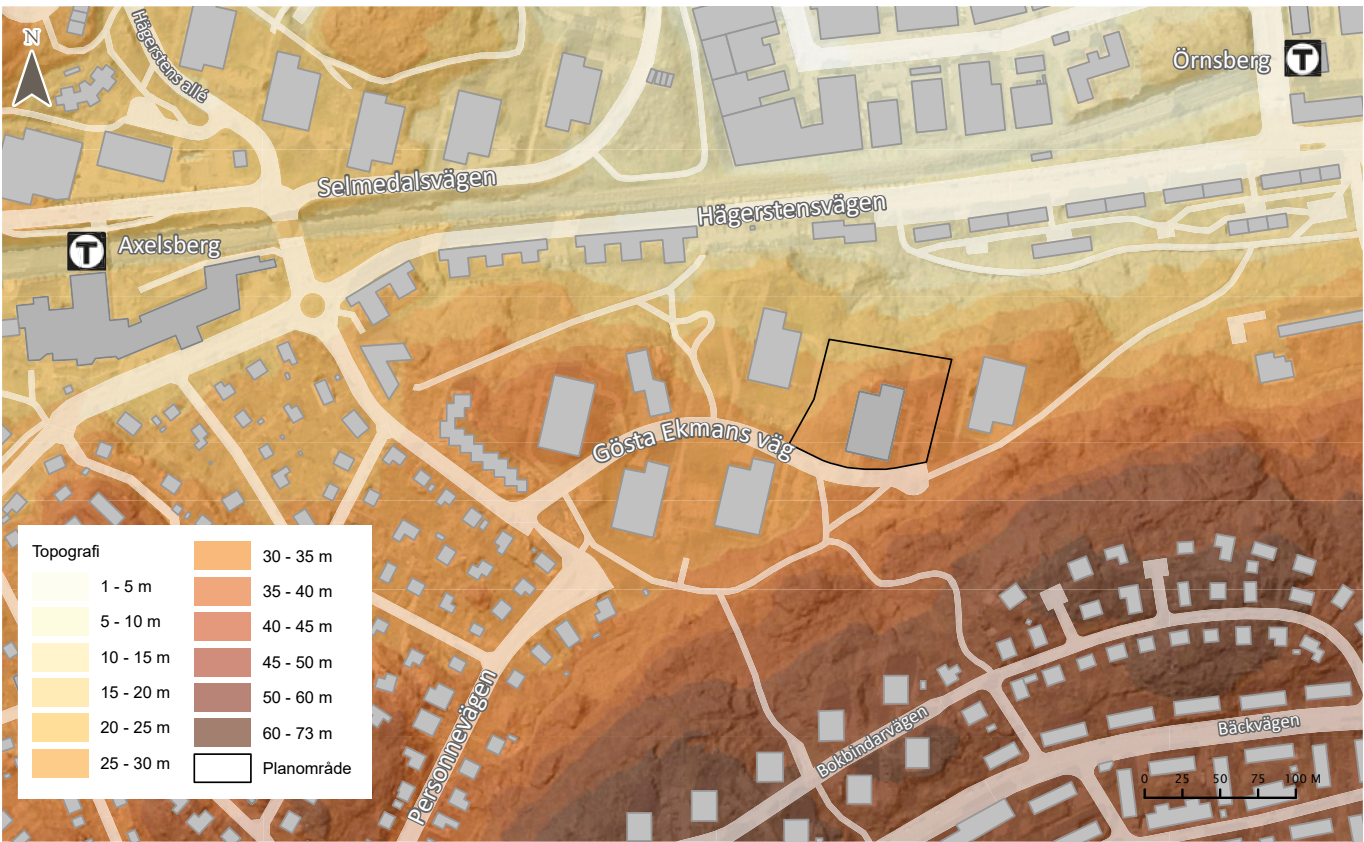 N
Hägerstens allé
Örnsberg
T
Selmedalsvägen
Hägerstensvägen
T
Axelsberg
Gösta Ekmans väg
Topografi
1 - 5 m
5 - 10 m
10 - 15 m
15 - 20 m
20 - 25 m
25 - 30 m
30 - 35 m
35 - 40 m
40 - 45 m
45 - 50 m
50 - 60 m
60 - 73 m
Planområde
Personnevägen
Bokbindarvägen
Bäckvägen
0 25 50 75 100 M